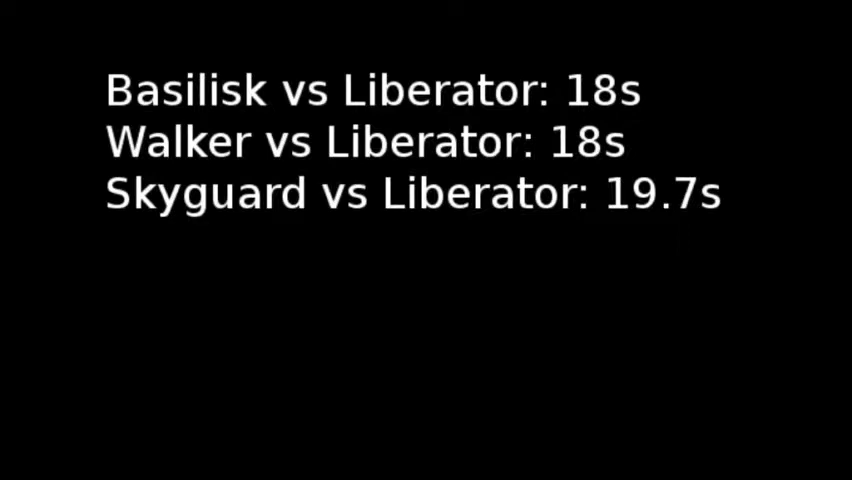 Basilisk vs Liberator: 18s
Walker vs Liberator: 18s
Skyguard vs Liberator: 19.7s